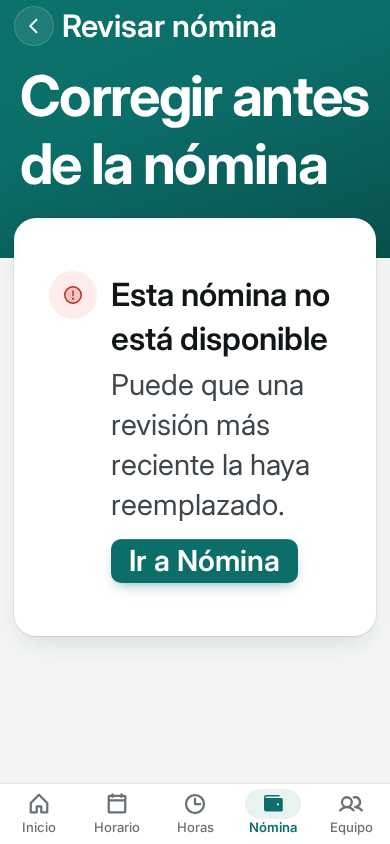 Revisar nómina
Corregir antes
de la nómina
Esta nómina no
está disponible
Puede que una
revisión más
reciente la haya
reemplazado.
Ir a Nómina
Inicio
Horario
Horas
Nómina
Equipo